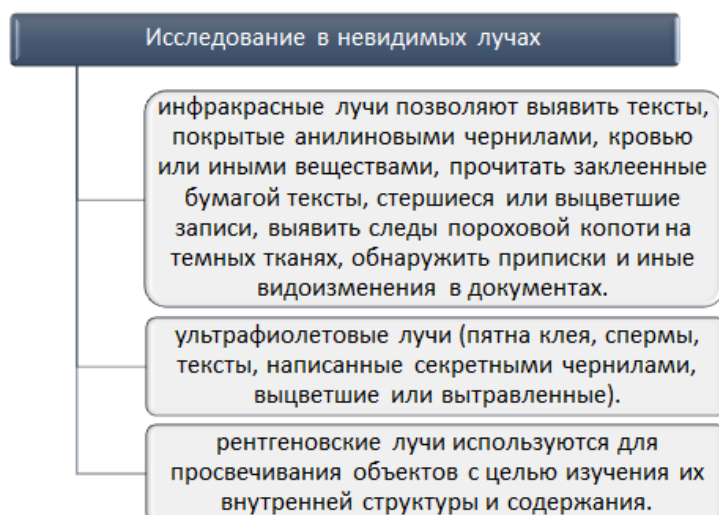 Исследование в невидимых лучах
инфракрасные лучи позволяют выявить тексты,
покрытые анилиновыми чернилами, кровью
или иными веществами, прочитать заклеенные
бумагой тексты, стершиеся или выцветшие
записи, выявить следы пороховой копоти на
темных тканях, обнаружить приписки и иные
видоизменения в документах.
ультрафиолетовые лучи (пятна клея, спермы,
тексты, написанные секретными чернилами,
выцветшие или вытравленные).
рентгеновские лучи используются для
просвечивания объектов с целью изучения их
внутренней структуры и содержания.